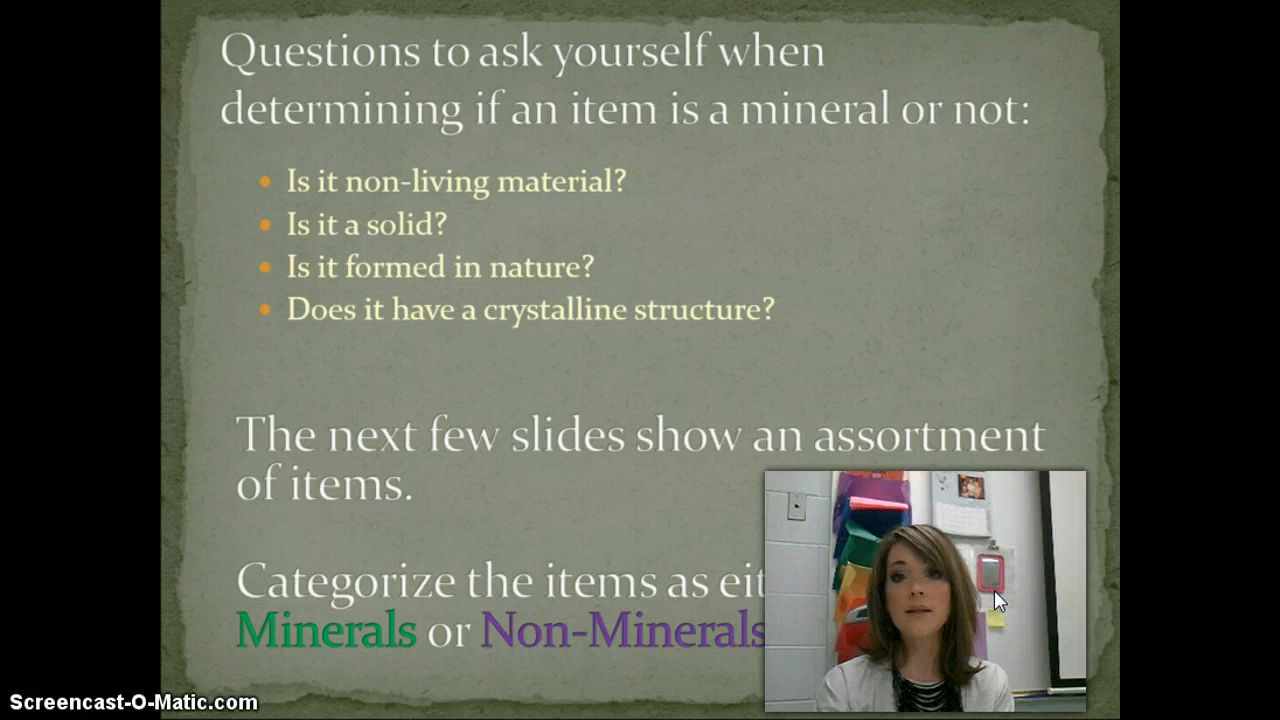 Questions to ask yourself when
determining if an item is a mineral or not:
• Is it non-living material?
• Is it a solid?
• Is it formed in nature?
• Does it have a crystalline structure?
The next few slides show an assortment
of items.
Categorize the items as eit
Minerals or Non-Minerals
Screencast-O-Matic.com